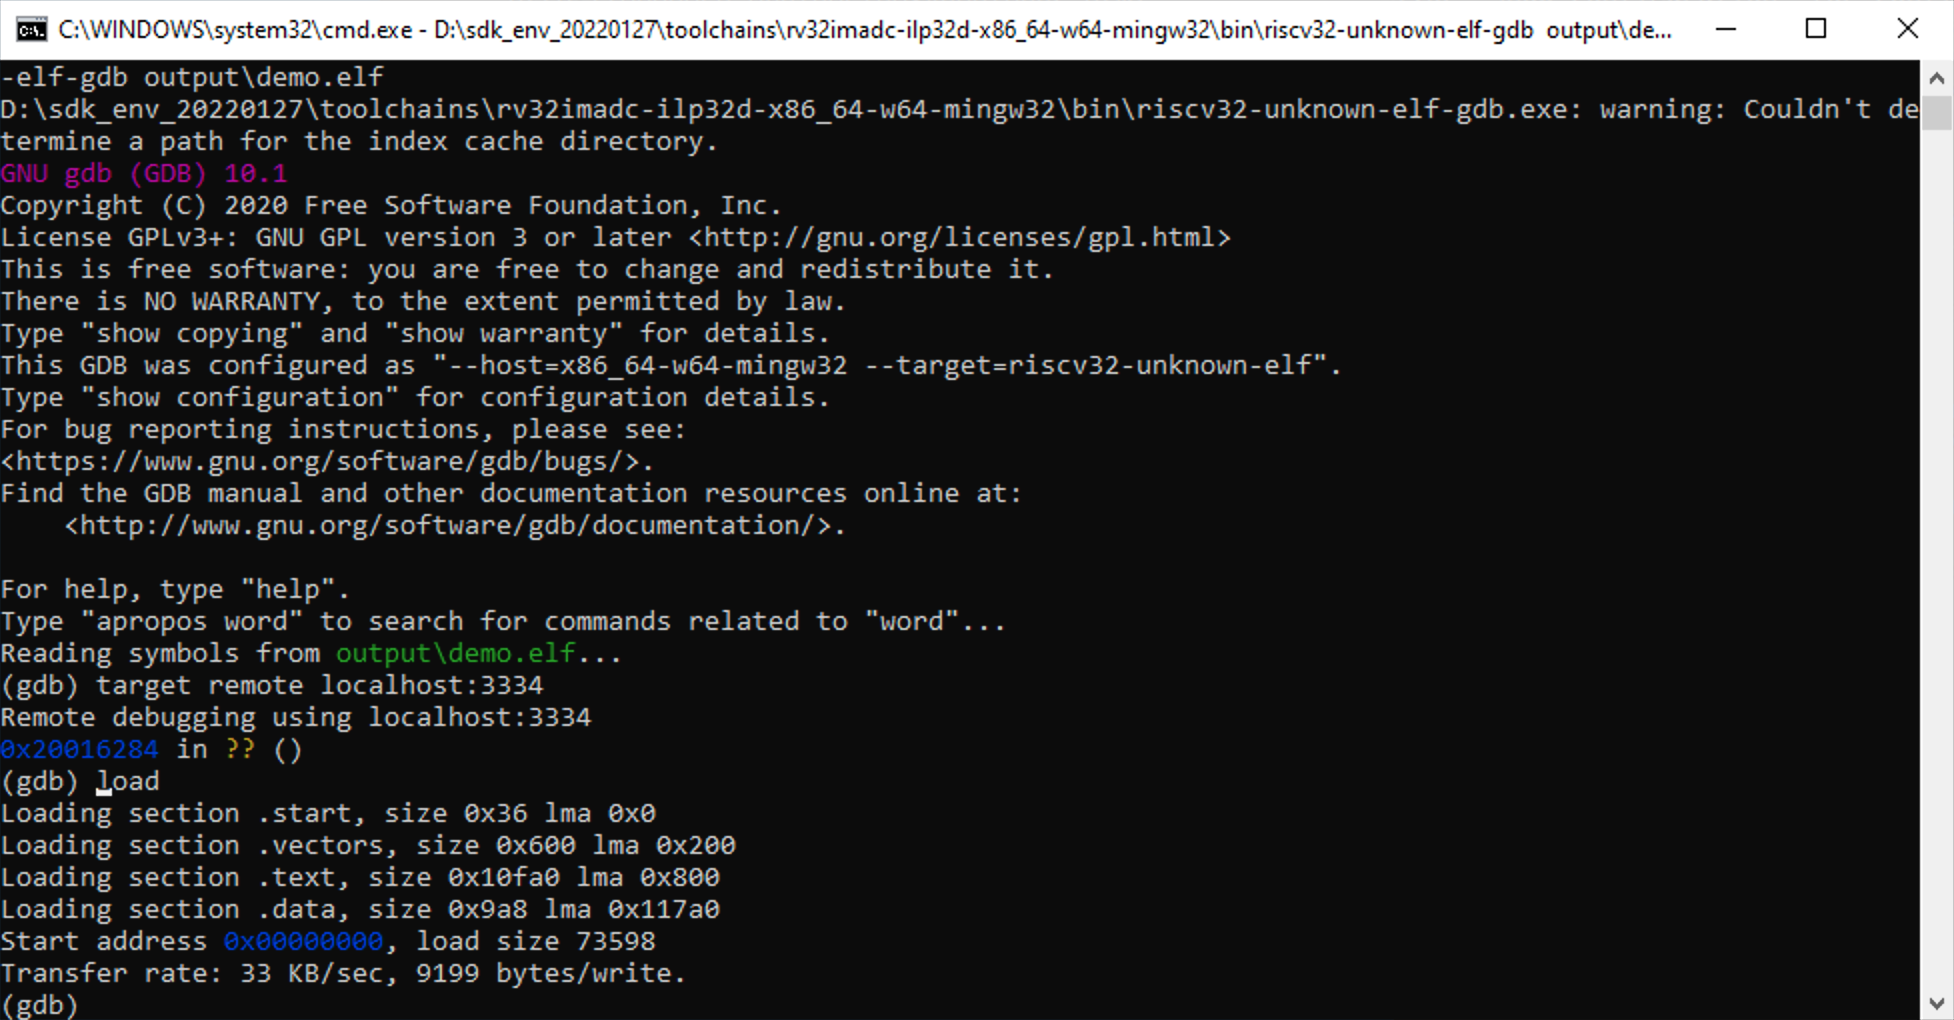 C:\WINDOWS\system32\cmd.exe - D:\sdk_env_20220127\toolchains\rv32imadc-ilp32d-x86_64-w64-mingw32\bin\riscv32-unknown-elf-gdb  output\de...
-elf-gdb output\demo.elf
D:\sdk_env_20220127\toolchains\rv32imadc-ilp32d-x86_64-w64-mingw32\bin\riscv32-unknown-elf-gdb.exe: warning: Couldn't de
termine a path for the index cache directory.
GNU gdb (GDB) 10.1
Copyright (C) 2020 Free Software Foundation, Inc.
License GPLv3+: GNU GPL version 3 or later <http://gnu.org/licenses/gpl.html>
This is free software: you are free to change and redistribute it.
There is NO WARRANTY, to the extent permitted by law.
Type "show copying" and "show warranty" for details.
This GDB was configured as "--host=x86_64-w64-mingw32 --target=riscv32-unknown-elf".
Type "show configuration" for configuration details.
For bug reporting instructions, please see:
<https://www.gnu.org/software/gdb/bugs/>.
Find the GDB manual and other documentation resources online at:
    <http://www.gnu.org/software/gdb/documentation/>.

For help, type "help".
Type "apropos word" to search for commands related to "word"...
Reading symbols from output\demo.elf...
(gdb) target remote localhost:3334
Remote debugging using localhost:3334
0x20016284 in ?? ()
(gdb) load
Loading section .start, size 0x36 lma 0x0
Loading section .vectors, size 0x600 lma 0x200
Loading section .text, size 0x10fa0 lma 0x800
Loading section .data, size 0x9a8 lma 0x117a0
Start address 0x00000000, load size 73598
Transfer rate: 33 KB/sec, 9199 bytes/write.
(gdb)